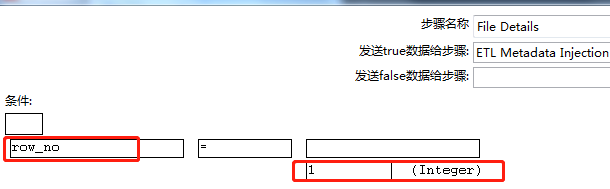 步骤名称 File Details
发送true数据给步骤: ETL Metadata Injection
发送false数据给步骤:
条件:
row_no =
1 (Integer)